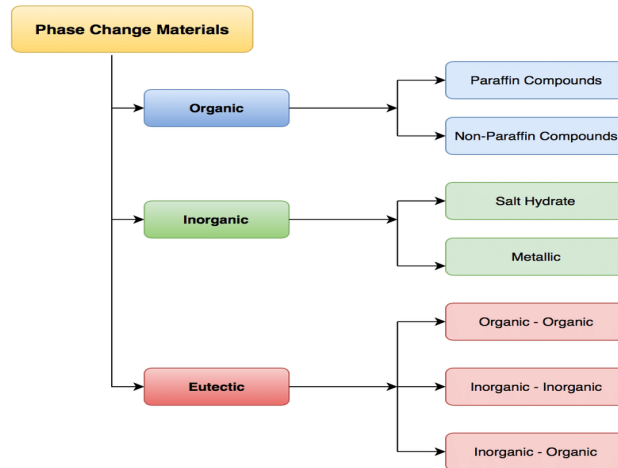 Phase Change Materials
Organic
Paraffin Compounds
Non-Paraffin Compounds
Inorganic
Salt Hydrate
Metallic
Eutectic
Organic - Organic
Inorganic - Inorganic
Inorganic - Organic